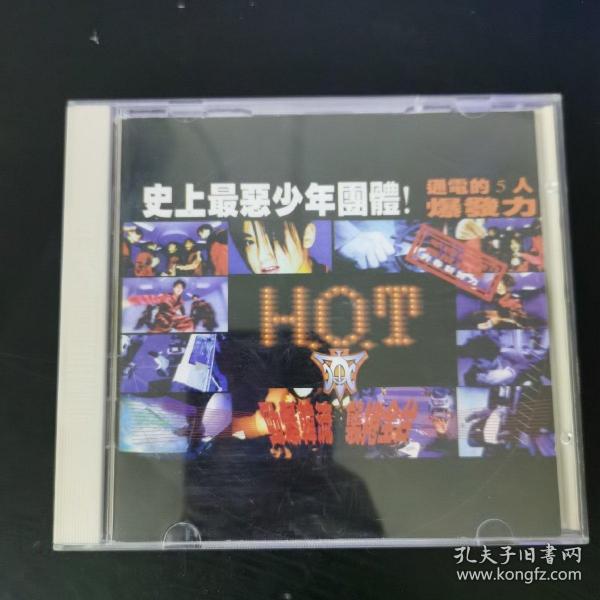 史上最惡少年團體!
通電的5人
爆發力
H.O.T
孔夫子旧书网
www.kongfz.com